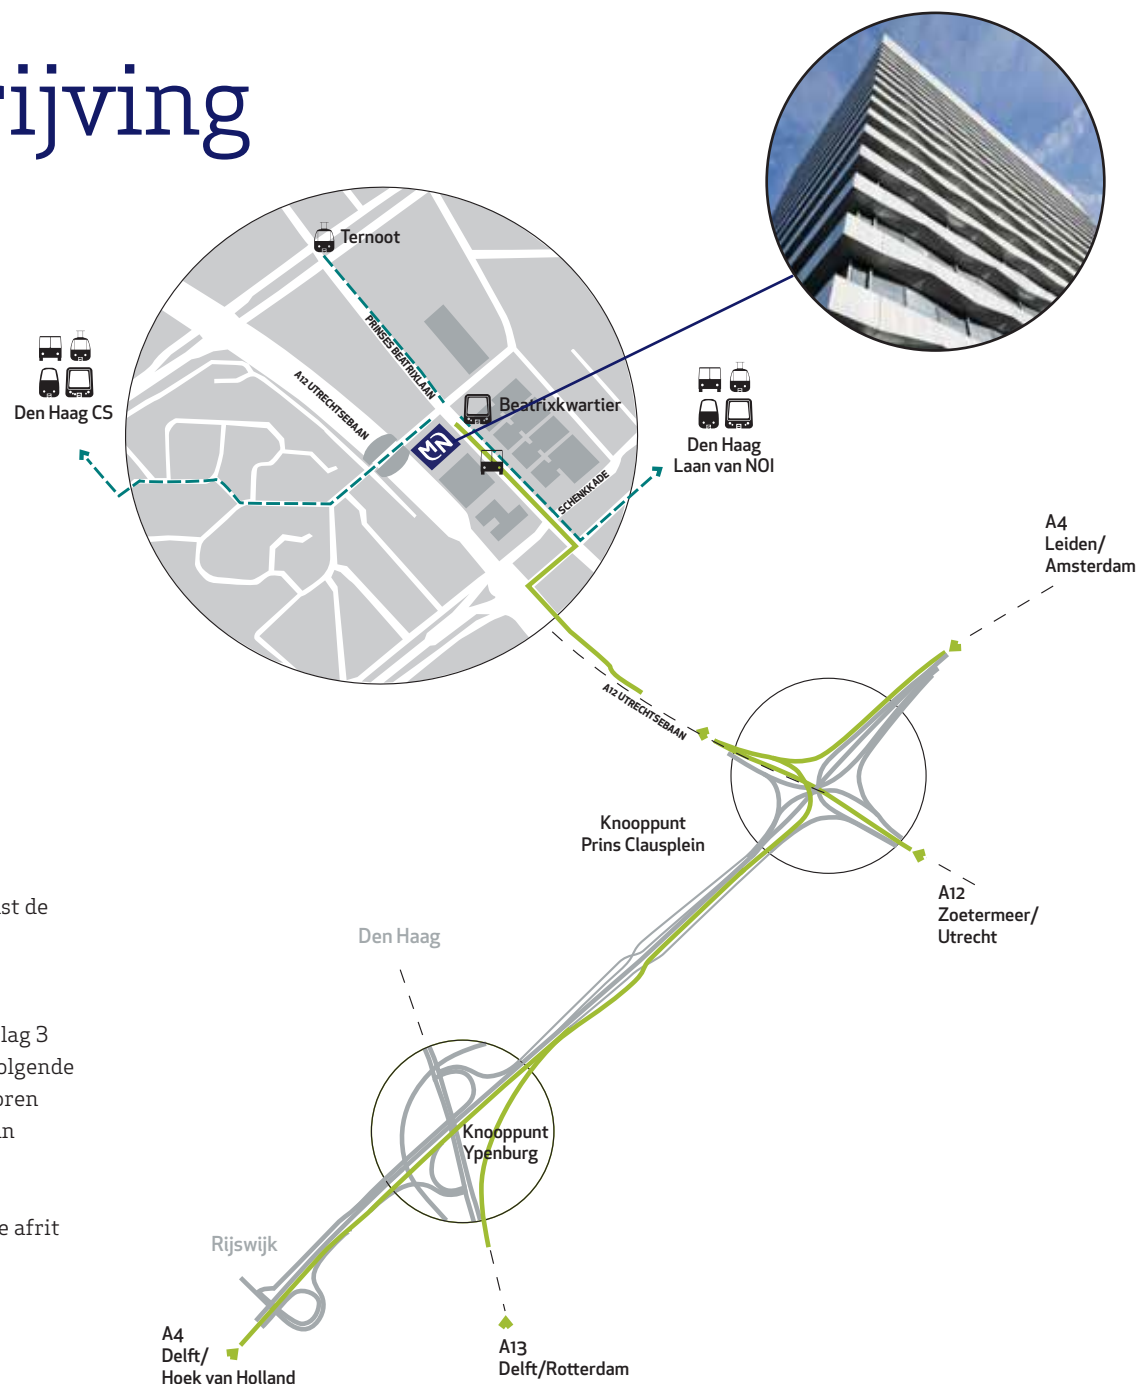 rijving
Ternoot
PRINSES BEATRIXLAAN
A12 UTRECHTSEBAAN
Den Haag CS
Beatrixkwartier
MN
SCHENKKADE
Den Haag
Laan van NOI
A4
Leiden/
Amsterdam
A12 UTRECHTSEBAAN
Knooppunt
Prins Clausplein
A12
Zoetermeer/
Utrecht
st de
Den Haag
lag 3
olgende
oren
n
Knooppunt
Ypenburg
e afrit
Rijswijk
A4
Delft/
Hoek van Holland
A13
Delft/Rotterdam